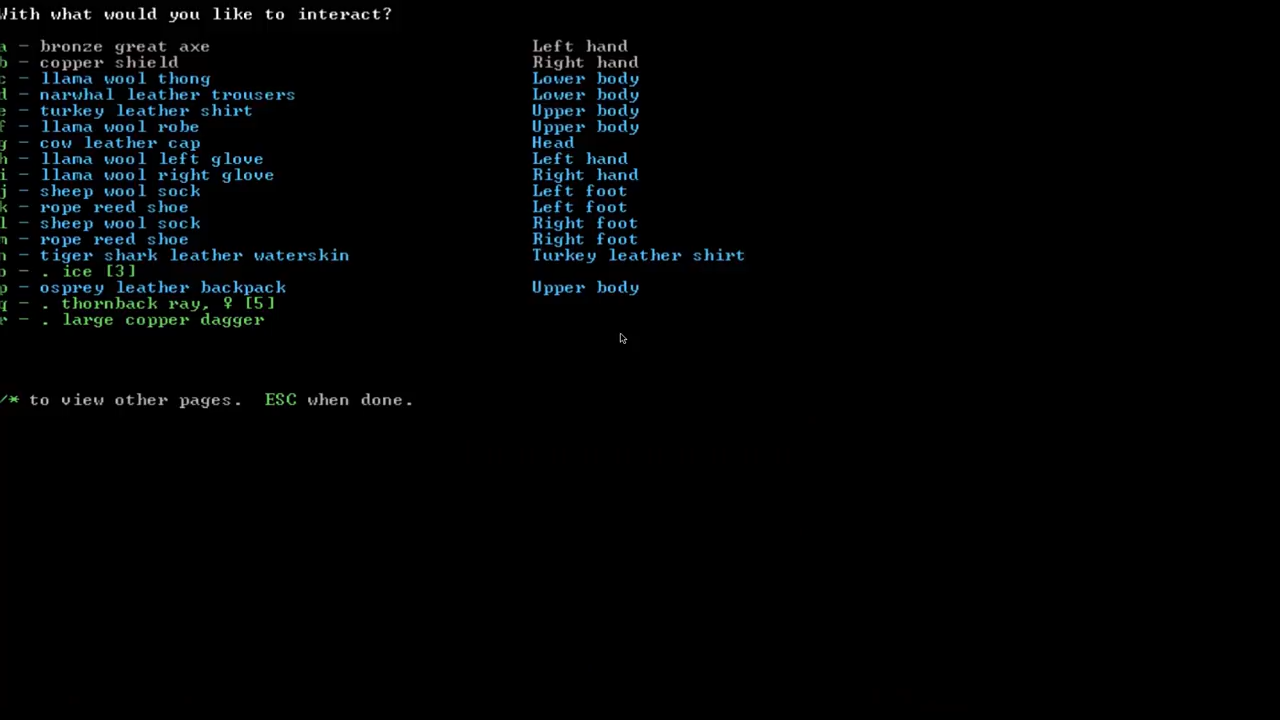 With what would you like to interact?
a - bronze great axe Left hand
b - copper shield Right hand
c - llama wool thong Lower body
d - narwhal leather trousers Lower body
e - turkey leather shirt Upper body
f - llama wool robe Upper body
g - cow leather cap Head
h - llama wool left glove Left hand
i - llama wool right glove Right hand
j - sheep wool sock Left foot
k - rope reed shoe Left foot
l - sheep wool sock Right foot
m - rope reed shoe Right foot
n - tiger shark leather waterskin Turkey leather shirt
o - . ice [3]
p - osprey leather backpack Upper body
q - . thornback ray, ♀ [5]
r - . large copper dagger
/* to view other pages. ESC when done.